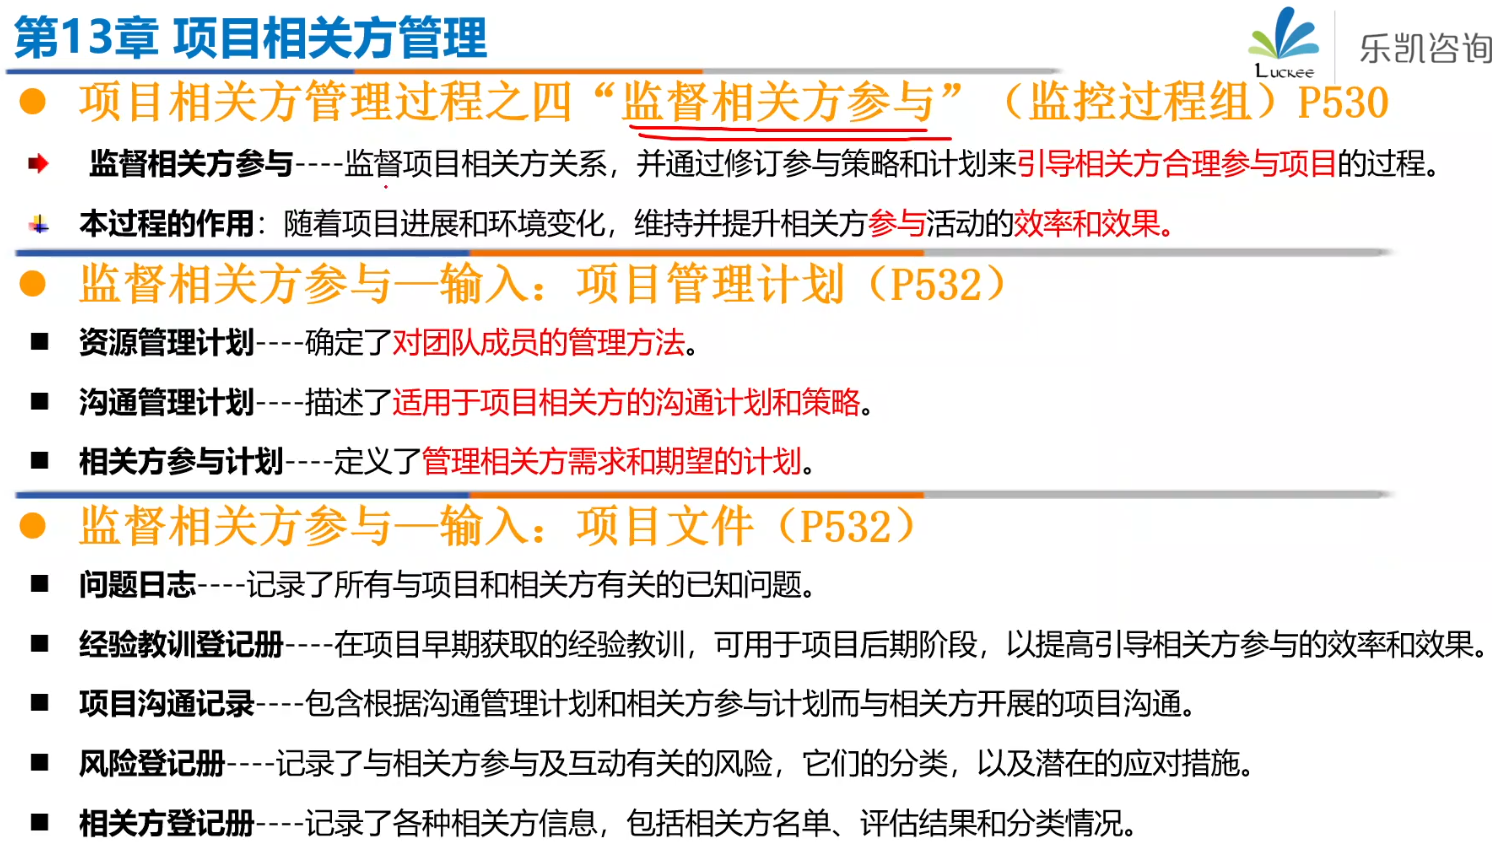 第13章 项目相关方管理
Luckee
乐凯咨询
项目相关方管理过程之四“监督相关方参与”（监控过程组）P530
监督相关方参与----监督项目相关方关系，并通过修订参与策略和计划来引导相关方合理参与项目的过程。
本过程的作用：随着项目进展和环境变化，维持并提升相关方参与活动的效率和效果。
监督相关方参与—输入：项目管理计划（P532）
资源管理计划----确定了对团队成员的管理方法。
沟通管理计划----描述了适用于项目相关方的沟通计划和策略。
相关方参与计划----定义了管理相关方需求和期望的计划。
监督相关方参与—输入：项目文件（P532）
问题日志----记录了所有与项目和相关方有关的已知问题。
经验教训登记册----在项目早期获取的经验教训，可用于项目后期阶段，以提高引导相关方参与的效率和效果。
项目沟通记录----包含根据沟通管理计划和相关方参与计划而与相关方开展的项目沟通。
风险登记册----记录了与相关方参与及互动有关的风险，它们的分类，以及潜在的应对措施。
相关方登记册----记录了各种相关方信息，包括相关方名单、评估结果和分类情况。